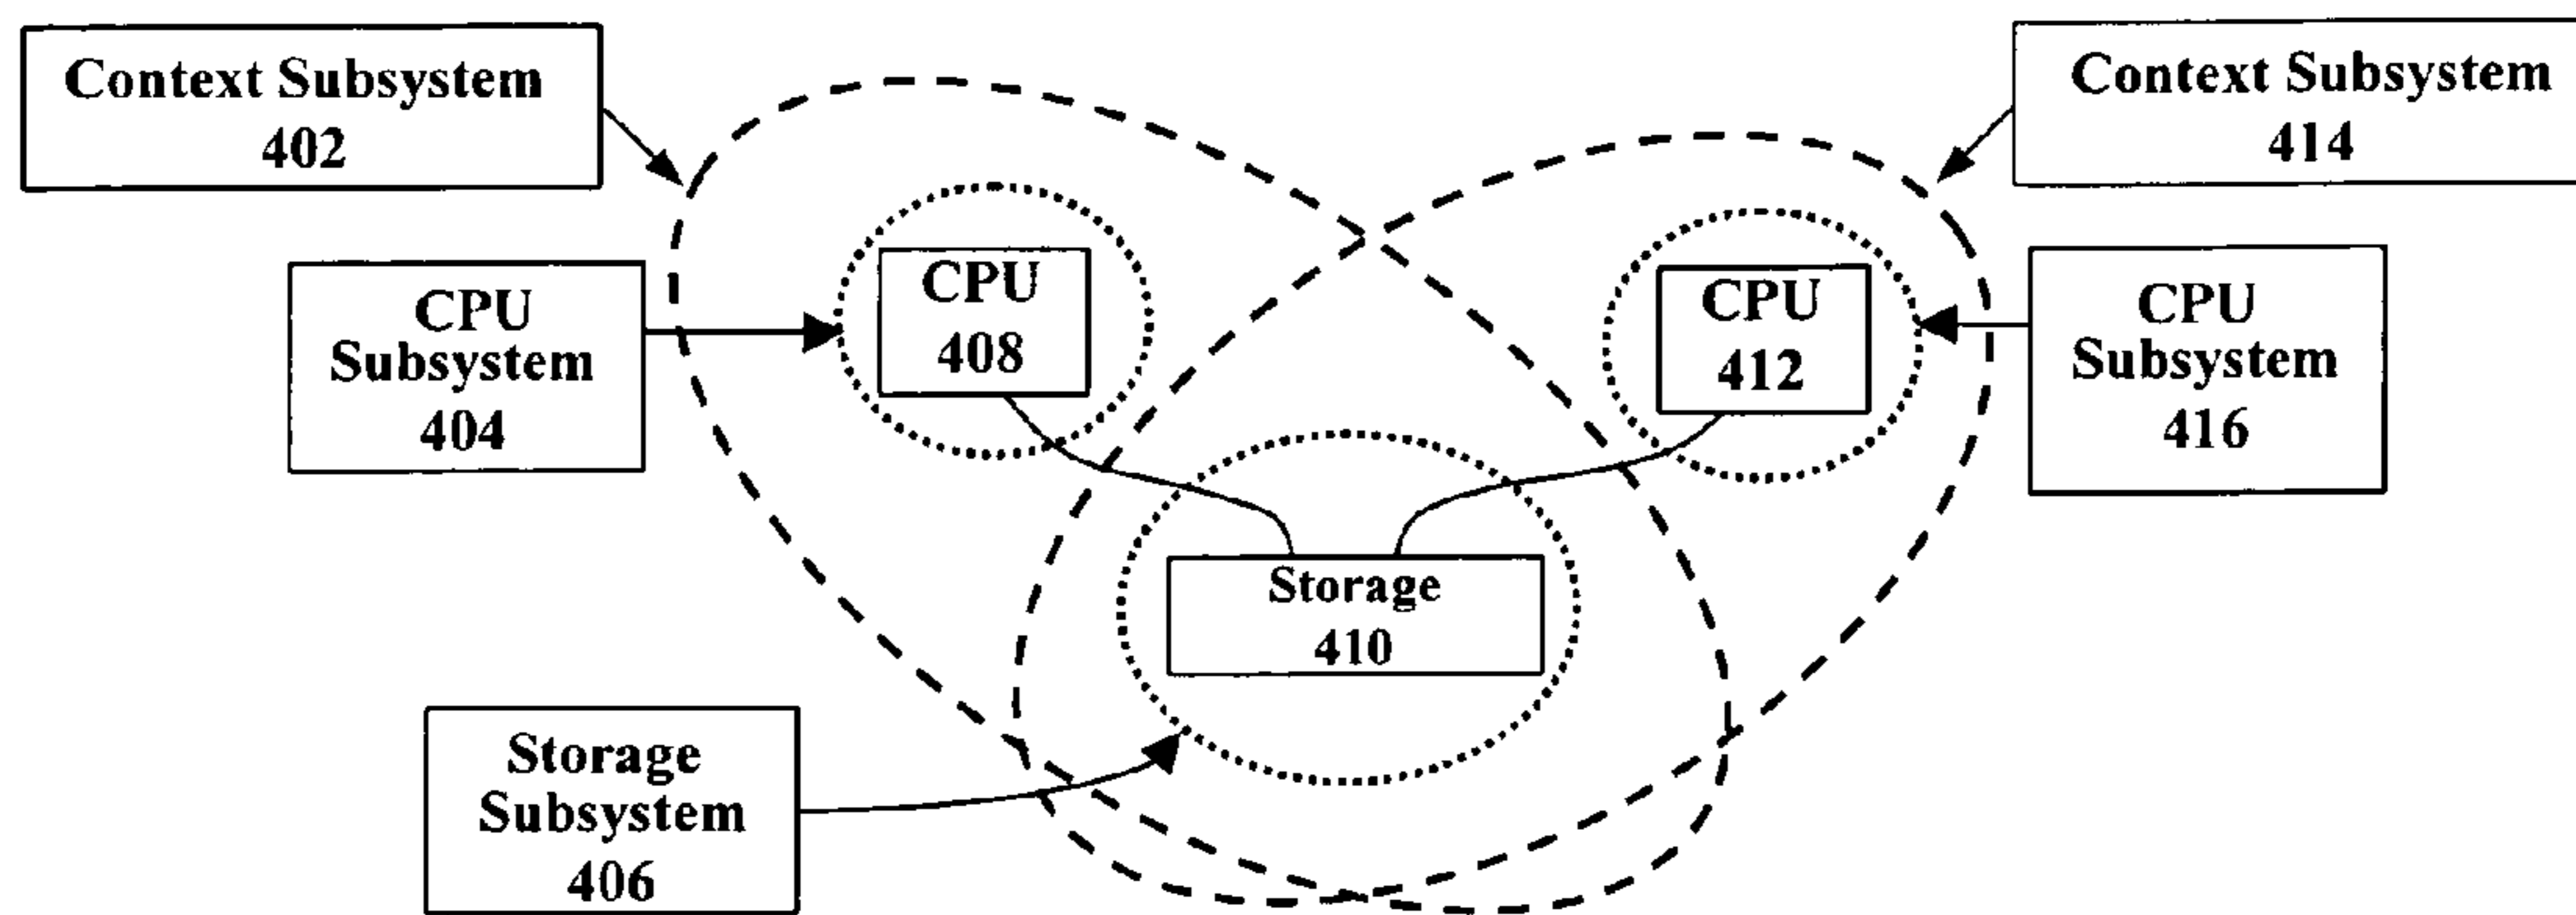 Context Subsystem
402
Context Subsystem
414
CPU
Subsystem
404
CPU
408
CPU
412
CPU
Subsystem
416
Storage
410
Storage
Subsystem
406